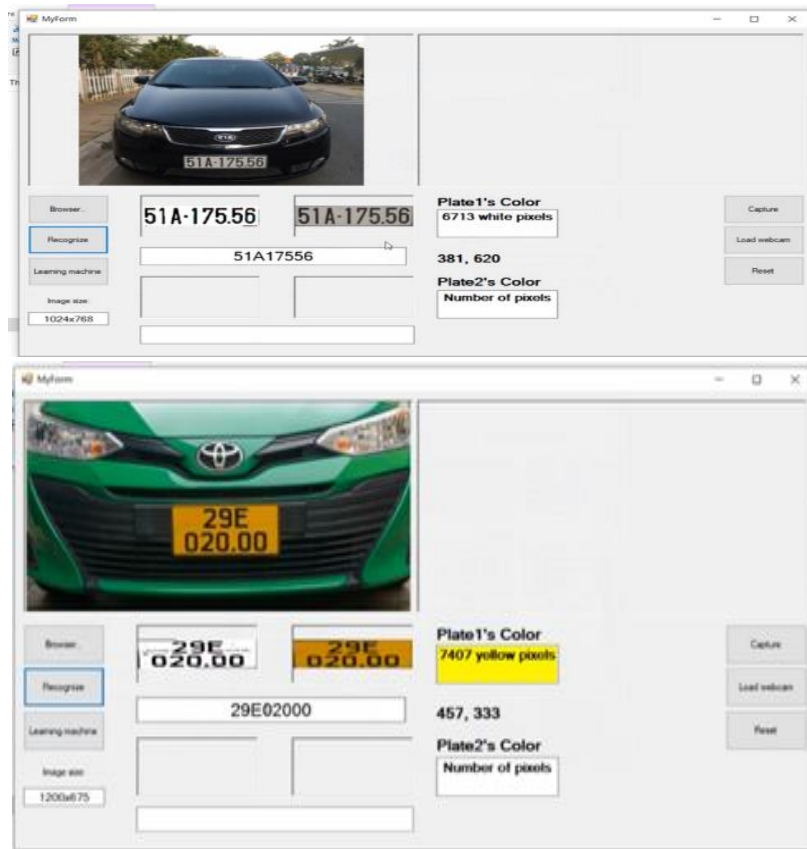 MyForm
KIA
51A-175.56
Browser..
Recognize
Learning machine
Image size:
1024x768
51A-175.56
51A-175.56
51A17556
Plate1's Color
6713 white pixels
381, 620
Plate2's Color
Number of pixels
Capture
Load webcam
Reset
MyForm
29E
020.00
Browser..
Recognize
Learning machine
Image size:
1200x675
29E
020.00
29E
020.00
29E02000
Plate1's Color
7407 yellow pixels
457, 333
Plate2's Color
Number of pixels
Capture
Load webcam
Reset